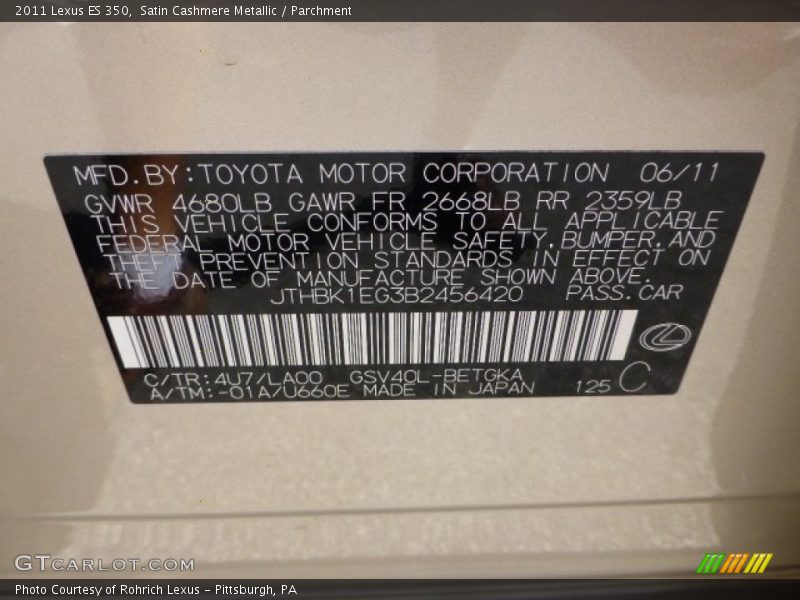 2011 Lexus ES 350, Satin Cashmere Metallic / Parchment
MFD.BY:TOYOTA MOTOR CORPORATION 06/11
GVWR 4680LB GAWR FR 2668LB RR 2359LB
THIS VEHICLE CONFORMS TO ALL APPLICABLE
FEDERAL MOTOR VEHICLE SAFETY,BUMPER,AND
THEFT PREVENTION STANDARDS IN EFFECT ON
THE DATE OF MANUFACTURE SHOWN ABOVE.
JTHBK1EG3B2456420 PASS.CAR
C/TR:4U7/LA00 GSV40L-BETGKA
A/TM:-01A/U660E MADE IN JAPAN 125 C
GTCARLOT.COM
Photo Courtesy of Rohrich Lexus - Pittsburgh, PA